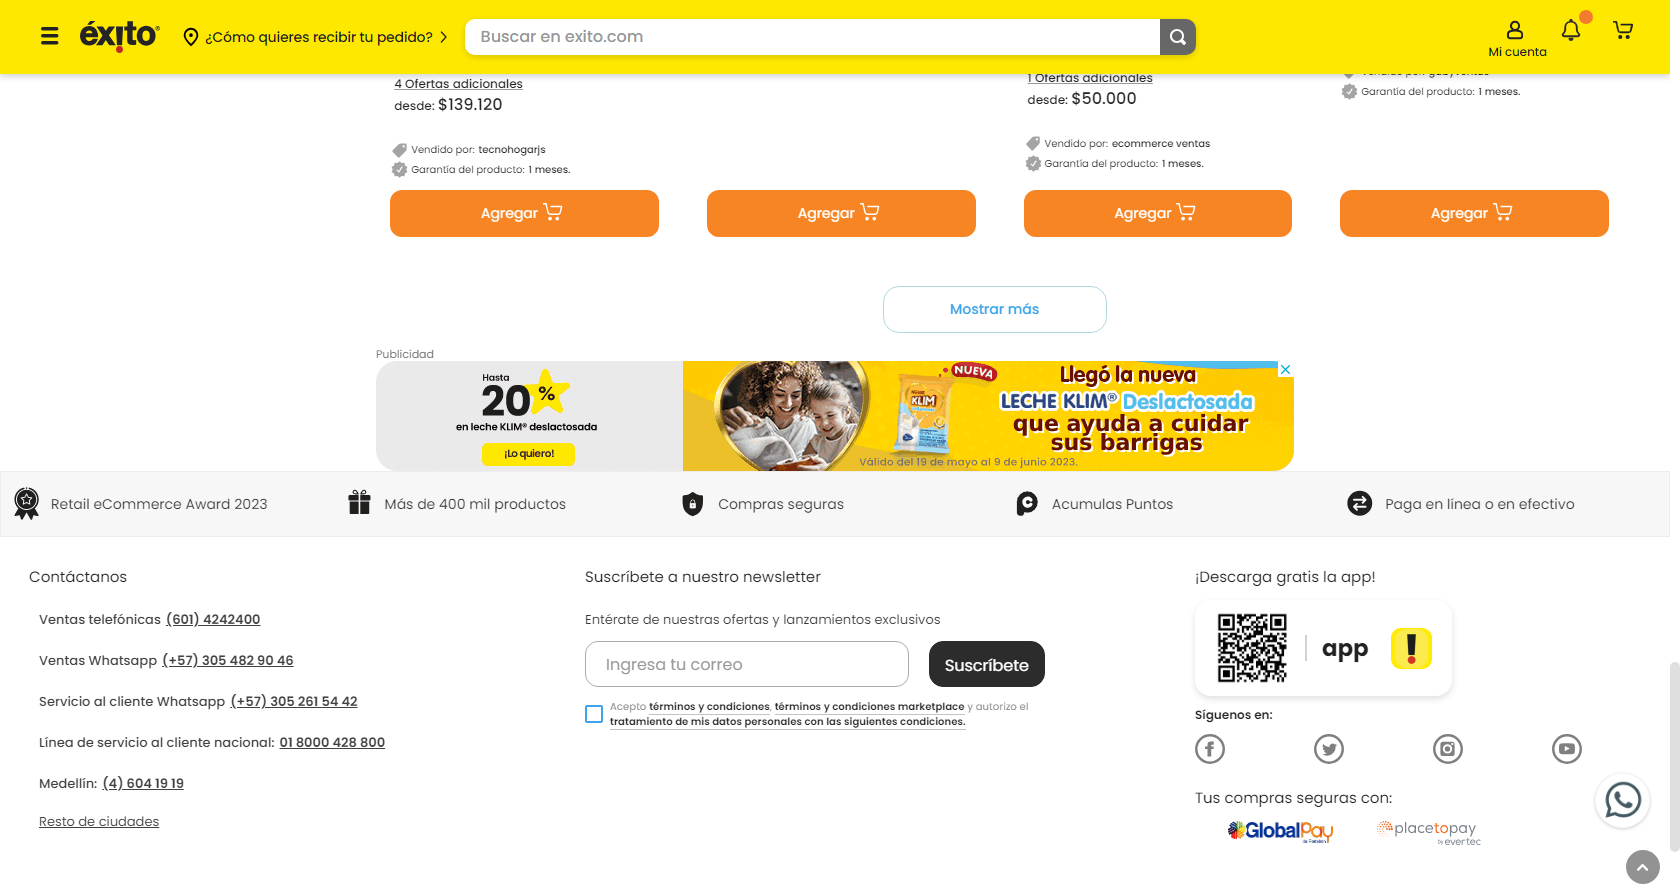 éxito
¿Cómo quieres recibir tu pedido?
Buscar en exito.com
Mi cuenta
4 Ofertas adicionales
desde: $139.120
Vendido por: tecnohogarjs
Garantía del producto: 1 meses.
1 Ofertas adicionales
desde: $50.000
Vendido por: ecommerce ventas
Garantía del producto: 1 meses.
Garantía del producto: 1 meses.
Agregar
Agregar
Agregar
Agregar
Mostrar más
Publicidad
Hasta
20%
en leche KLIM® deslactosada
¡Lo quiero!
NUEVA
KLIM
Llegó la nueva
LECHE KLIM® Deslactosada
que ayuda a cuidar
sus barrigas
Válido del 19 de mayo al 9 de junio 2023.
Retail eCommerce Award 2023
Más de 400 mil productos
Compras seguras
Acumulas Puntos
Paga en línea o en efectivo
Contáctanos
Ventas telefónicas (601) 4242400
Ventas Whatsapp (+57) 305 482 90 46
Servicio al cliente Whatsapp (+57) 305 261 54 42
Línea de servicio al cliente nacional: 01 8000 428 800
Medellín: (4) 604 19 19
Resto de ciudades
Suscríbete a nuestro newsletter
Entérate de nuestras ofertas y lanzamientos exclusivos
Ingresa tu correo
Suscríbete
Acepto términos y condiciones, términos y condiciones marketplace y autorizo el
tratamiento de mis datos personales con las siguientes condiciones.
¡Descarga gratis la app!
app
Síguenos en:
Tus compras seguras con:
GlobalPay
placetopay
by evertec